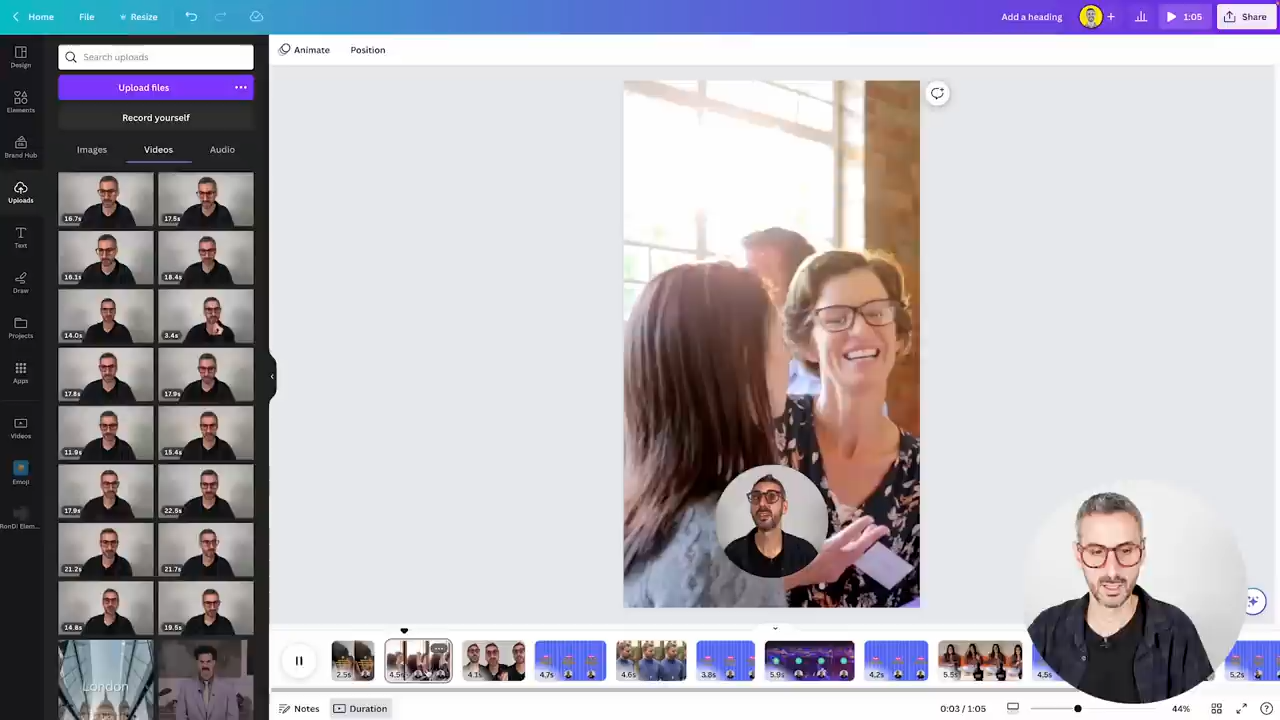 Home
File
Resize
Add a heading
1:05
Share
Design
Elements
Brand Hub
Uploads
Text
Draw
Projects
Apps
Videos
Emoji
RonDi Elem...
Search uploads
Upload files
Record yourself
Images
Videos
Audio
16.7s
17.5s
16.1s
18.4s
14.0s
3.4s
17.8s
17.9s
11.9s
15.4s
17.9s
22.5s
21.2s
21.7s
14.8s
19.5s
London
Animate
Position
2.5s
4.5s
4.1s
4.7s
4.6s
3.8s
5.9s
4.2s
5.5s
4.5s
5.2s
Notes
Duration
0:03 / 1:05
44%